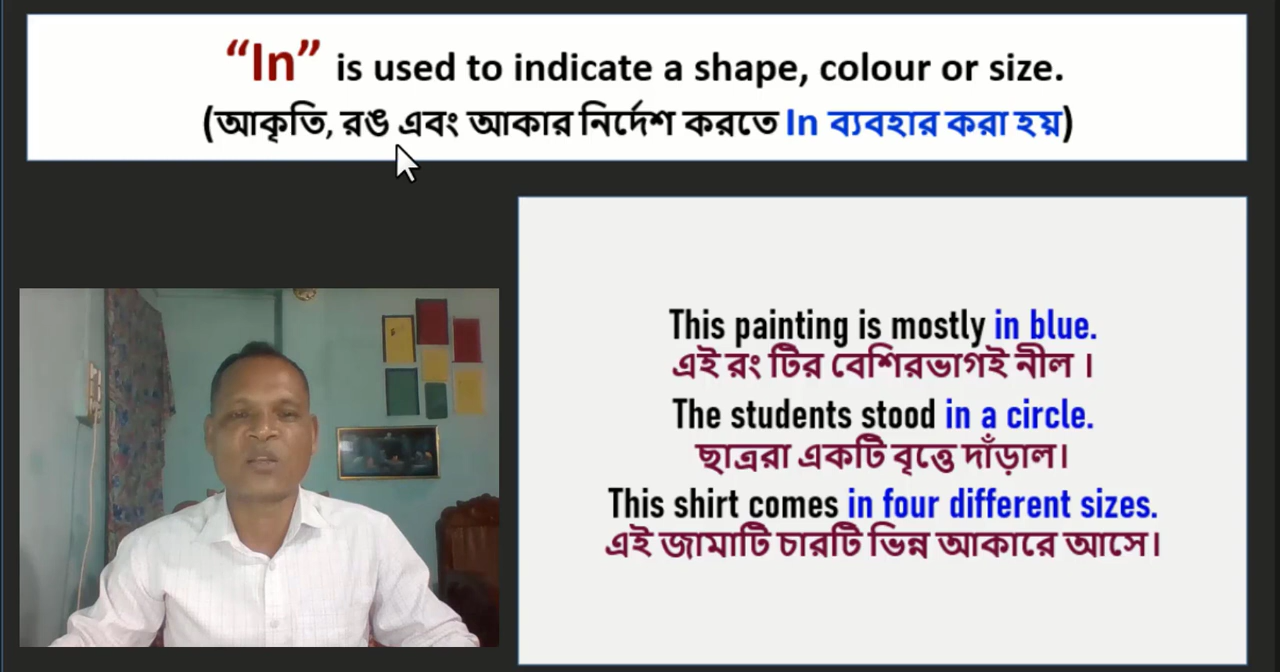 “In” is used to indicate a shape, colour or size.
(আকৃতি, রঙ এবং আকার নির্দেশ করতে In ব্যবহার করা হয়)
This painting is mostly in blue.
এই রং টির বেশিরভাগই নীল ।
The students stood in a circle.
ছাত্ররা একটি বৃত্তে দাঁড়াল।
This shirt comes in four different sizes.
এই জামাটি চারটি ভিন্ন আকারে আসে।